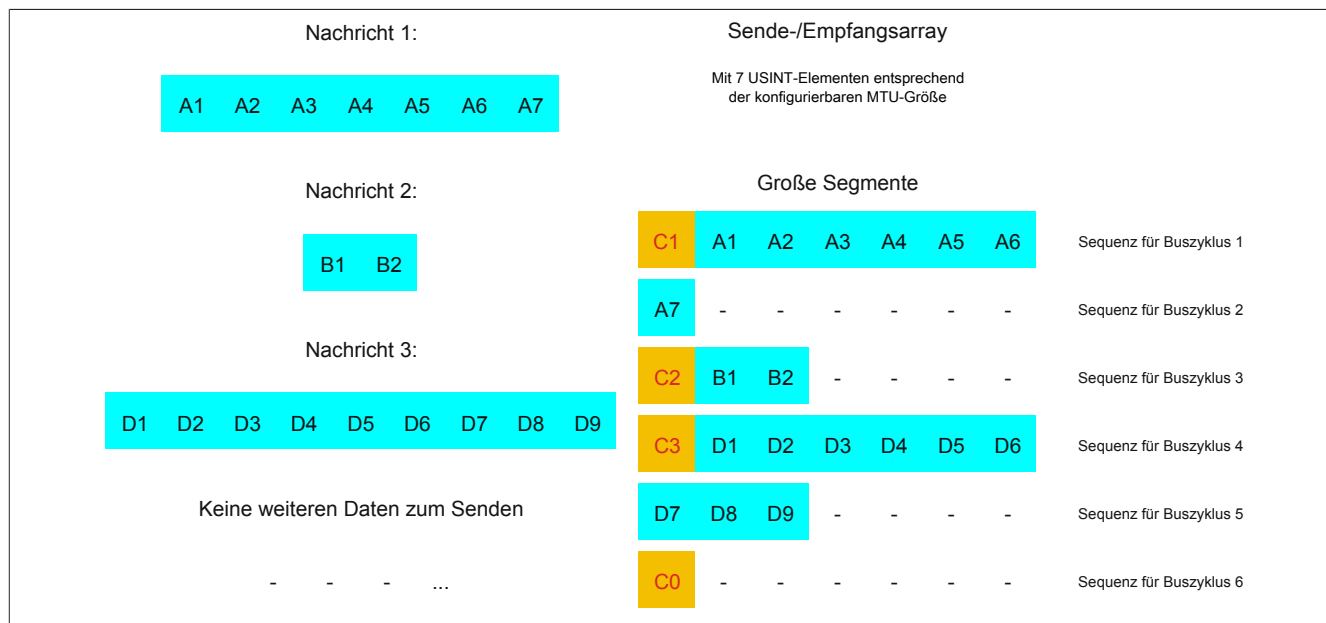 Nachricht 1:
A1 A2 A3 A4 A5 A6 A7
Nachricht 2:
B1 B2
Nachricht 3:
D1 D2 D3 D4 D5 D6 D7 D8 D9
Keine weiteren Daten zum Senden
- - - ...
Sende-/Empfangsarray
Mit 7 USINT-Elementen entsprechend
der konfigurierbaren MTU-Größe
Große Segmente
C1 A1 A2 A3 A4 A5 A6 Sequenz für Buszyklus 1
A7 - - - - - - Sequenz für Buszyklus 2
C2 B1 B2 - - - - Sequenz für Buszyklus 3
C3 D1 D2 D3 D4 D5 D6 Sequenz für Buszyklus 4
D7 D8 D9 - - - - Sequenz für Buszyklus 5
C0 - - - - - - Sequenz für Buszyklus 6